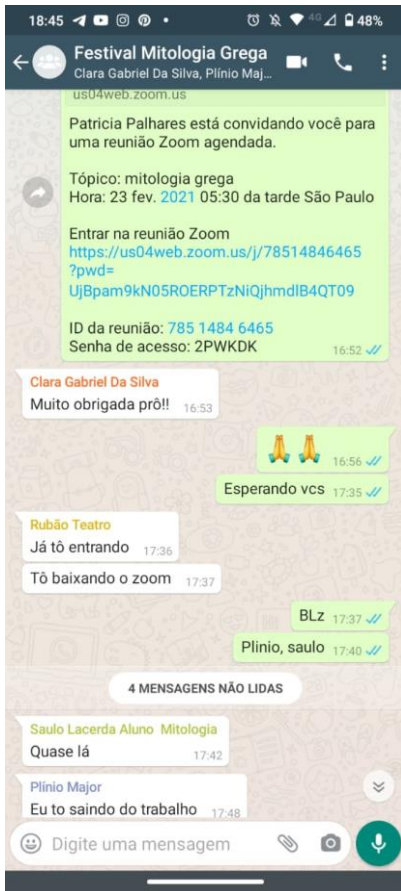 18:45
4G
48%
Festival Mitologia Grega
Clara Gabriel Da Silva, Plínio Maj...
us04web.zoom.us
Patricia Palhares está convidando você para
uma reunião Zoom agendada.
Tópico: mitologia grega
Hora: 23 fev. 2021 05:30 da tarde São Paulo
Entrar na reunião Zoom
https://us04web.zoom.us/j/78514846465
?pwd=
UjBpam9kN05ROERPTzNiQjhmdlB4QT09
ID da reunião: 785 1484 6465
Senha de acesso: 2PWKDK
16:52
Clara Gabriel Da Silva
Muito obrigada prô!! 16:53
🙏 🙏 16:56
Esperando vcs 17:35
Rubão Teatro
Já tô entrando 17:36
Tô baixando o zoom 17:37
BLz 17:37
Plinio, saulo 17:40
4 MENSAGENS NÃO LIDAS
Saulo Lacerda Aluno Mitologia
Quase lá 17:42
Plínio Major
Eu to saindo do trabalho 17:48
Digite uma mensagem